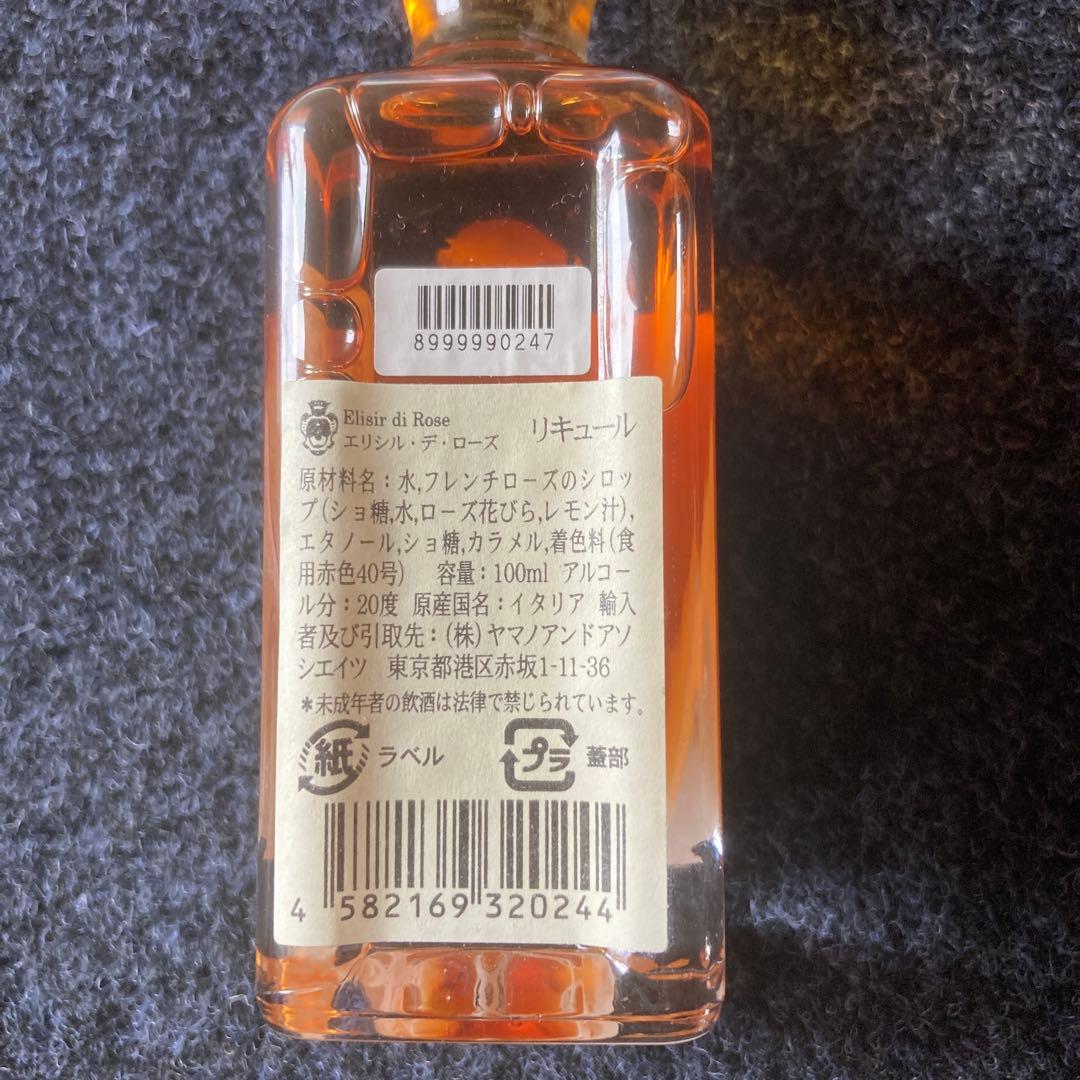 8999990247
Elisir di Rose
エリシル・デ・ローズ リキュール
原材料名：水,フレンチローズのシロッ
プ(ショ糖,水,ローズ花びら,レモン汁),
エタノール,ショ糖,カラメル,着色料(食
用赤色40号) 容量：100ml アルコー
ル分：20度 原産国名：イタリア 輸入
者及び引取先：(株)ヤマノアンドアソ
シエイツ 東京都港区赤坂1-11-36
＊未成年者の飲酒は法律で禁じられています。
紙 ラベル プラ 蓋部
4 582169 320244